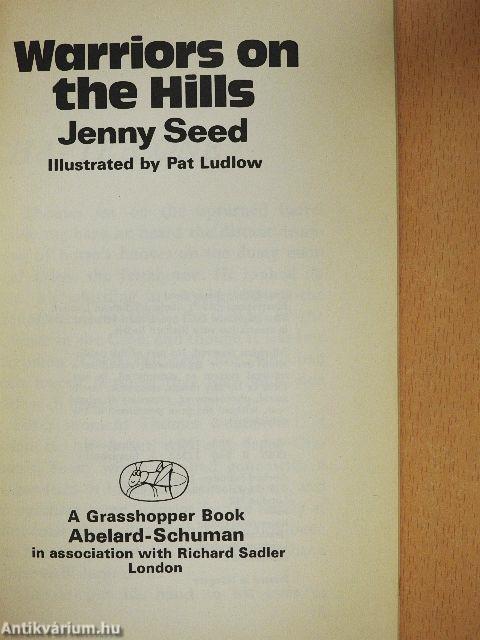 Warriors on
the Hills
Jenny Seed
Illustrated by Pat Ludlow
A Grasshopper Book
Abelard-Schuman
in association with Richard Sadler
London
Antikvárium.hu